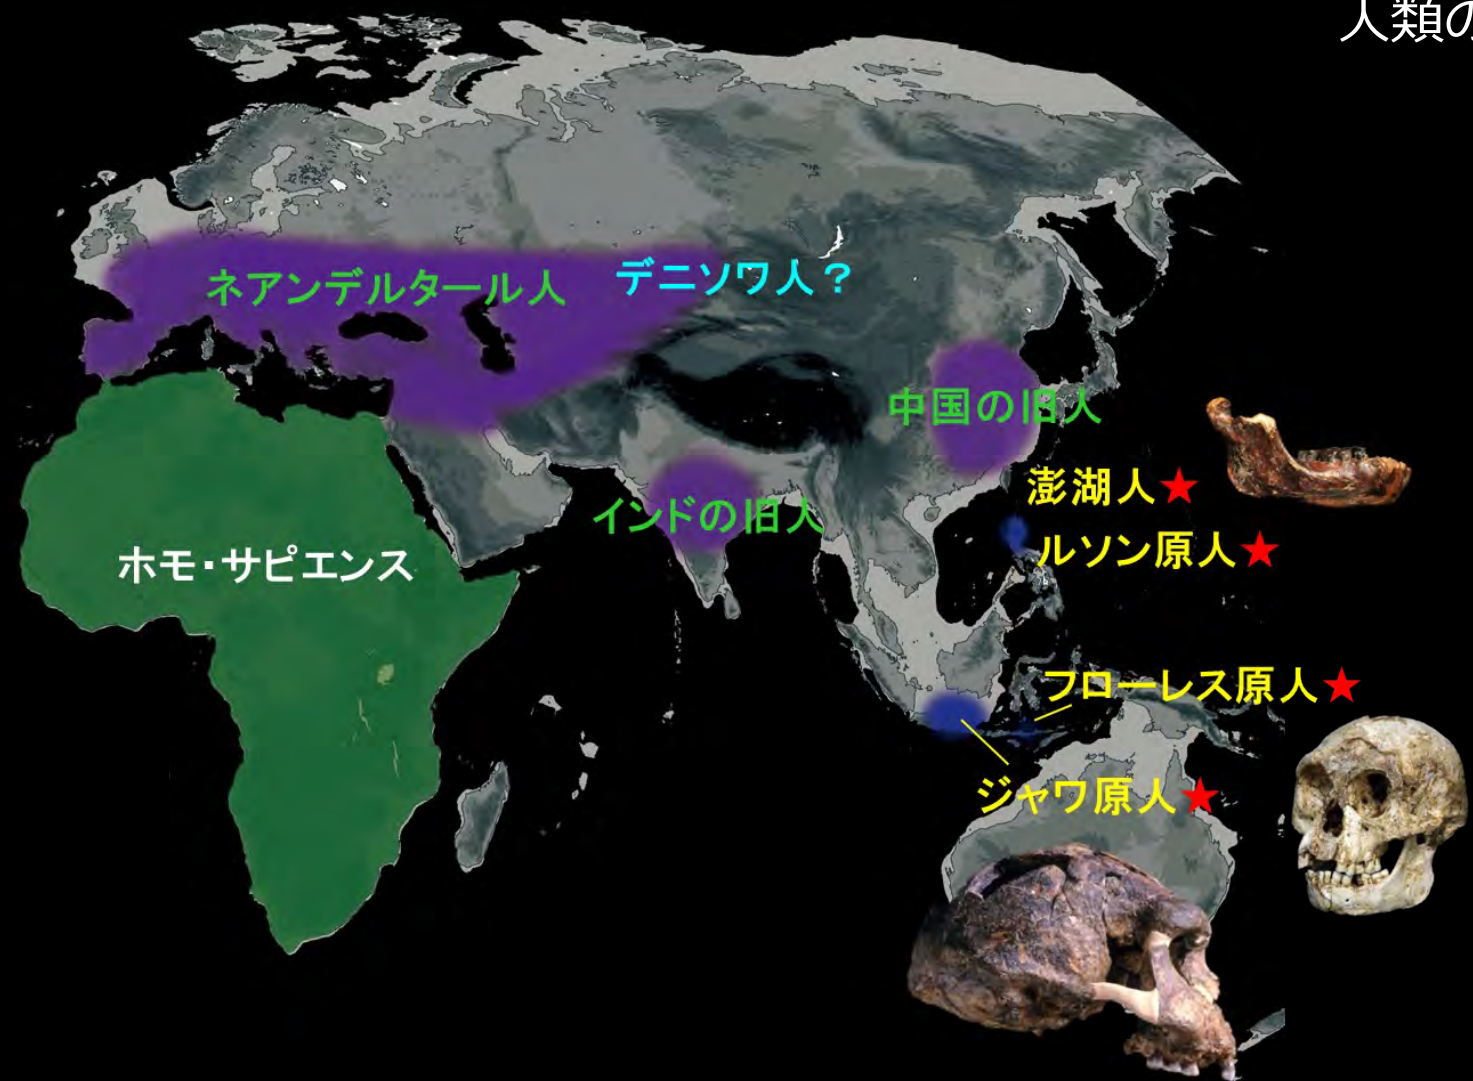 人類の
ネアンデルタール人
デニソワ人？
中国の旧人
澎湖人★
インドの旧人
ルソン原人★
ホモ・サピエンス
フローレス原人★
ジャワ原人★